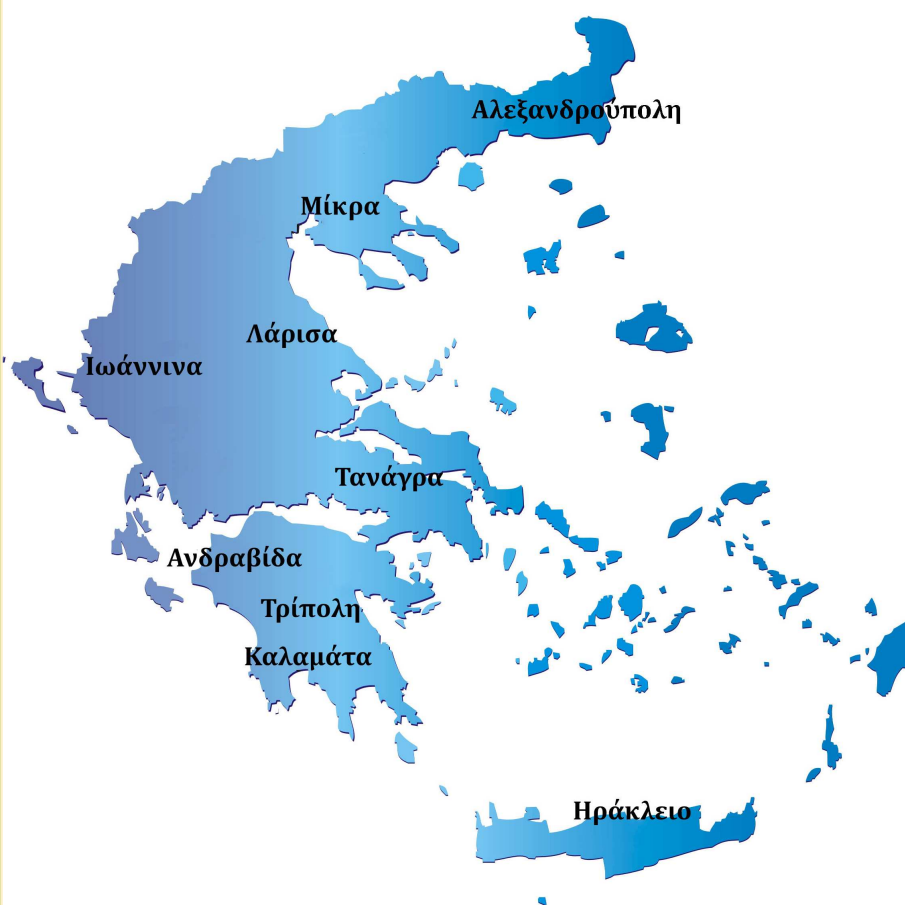 Αλεξανδρούπολη
Μίκρα
Λάρισα
Ιωάννινα
Τανάγρα
Ανδραβίδα
Τρίπολη
Καλαμάτα
Ηράκλειο